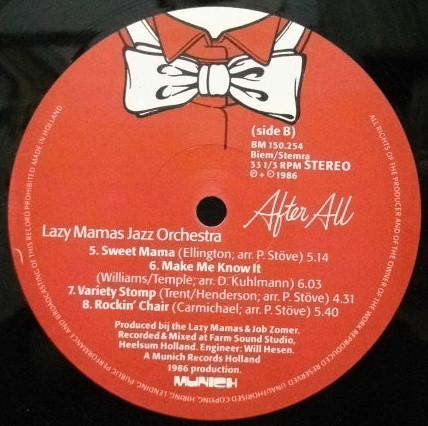 (side B)
BM 150.254
Biem/Stemra
33 1/3 RPM STEREO
Ⓟ + © 1986
After All
Lazy Mamas Jazz Orchestra
5. Sweet Mama (Ellington; arr. P. Stöve) 5.14
6. Make Me Know It
(Williams/Temple; arr. D. Kuhlmann) 6.03
7. Variety Stomp (Trent/Henderson; arr. P. Stöve) 4.31
8. Rockin' Chair (Carmichael; arr. P. Stöve) 5.40
Produced bij the Lazy Mamas & Job Zomer.
Recorded & Mixed at Farm Sound Studio,
Heelsum Holland. Engineer: Will Hesen.
A Munich Records Holland
1986 production.
MUNICH
ALL RIGHTS OF THE PRODUCER AND OF THE OWNER OF THE WORK REPRODUCED RESERVED. UNAUTHORISED COPYING, HIRING, LENDING, PUBLIC PERFORMANCE AND BROADCASTING OF THIS RECORD PROHIBITED. MADE IN HOLLAND